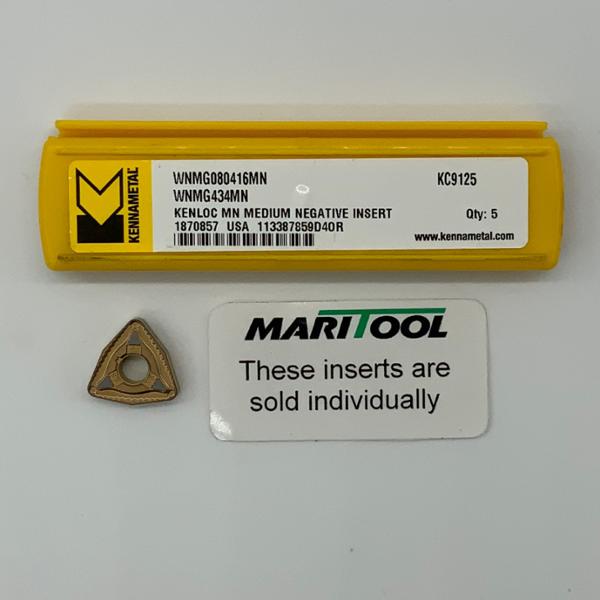 KENNAMETAL
WNMG080416MN KC9125
WNMG434MN
KENLOC MN MEDIUM NEGATIVE INSERT
1870857 USA 113387859D4OR Qty: 5
www.kennametal.com
MARITOOL
These inserts are
sold individually